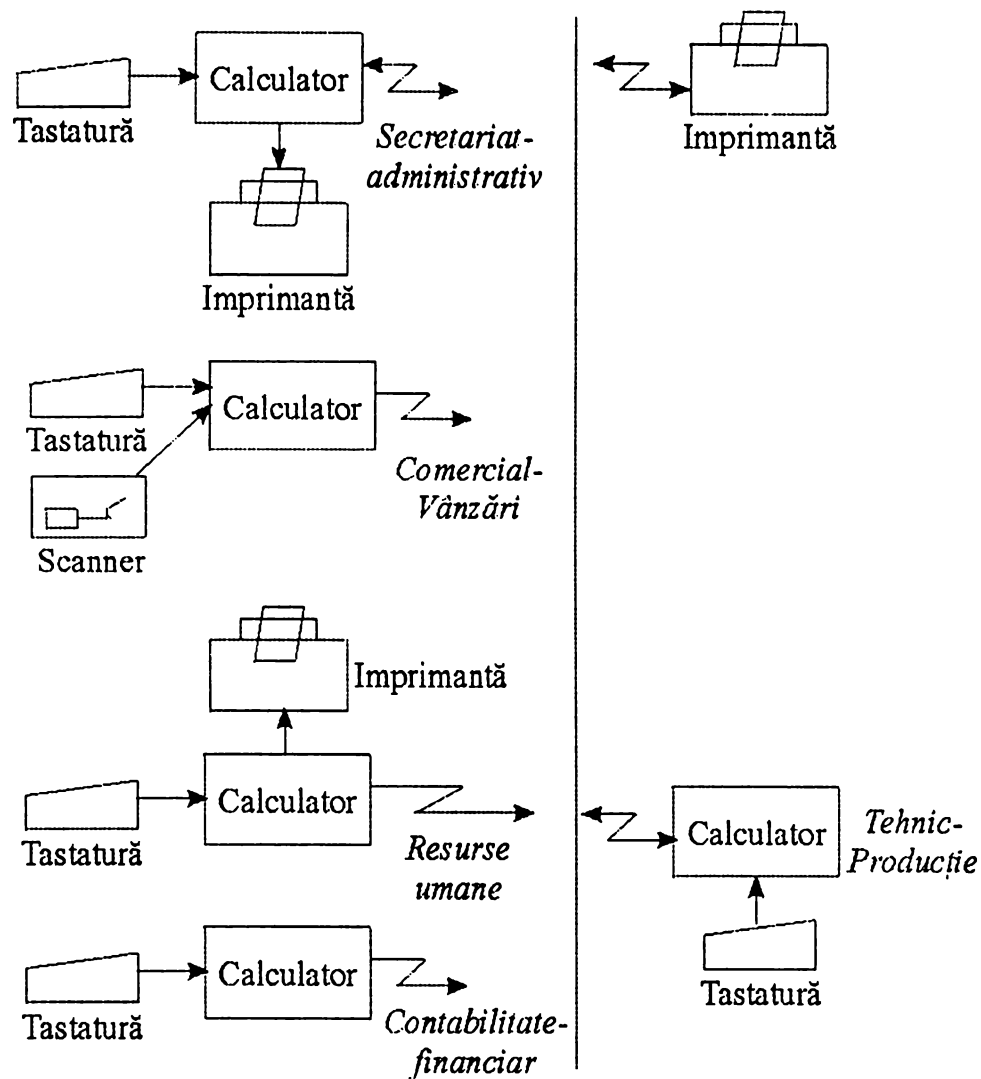 Tastatură
Calculator
Secretariat-
administrativ
Imprimantă
Imprimantă
Tastatură
Calculator
Comercial-
Vânzări
Scanner
Imprimantă
Tastatură
Calculator
Resurse
umane
Calculator
Tehnic-
Producție
Tastatură
Tastatură
Calculator
Contabilitate-
financiar